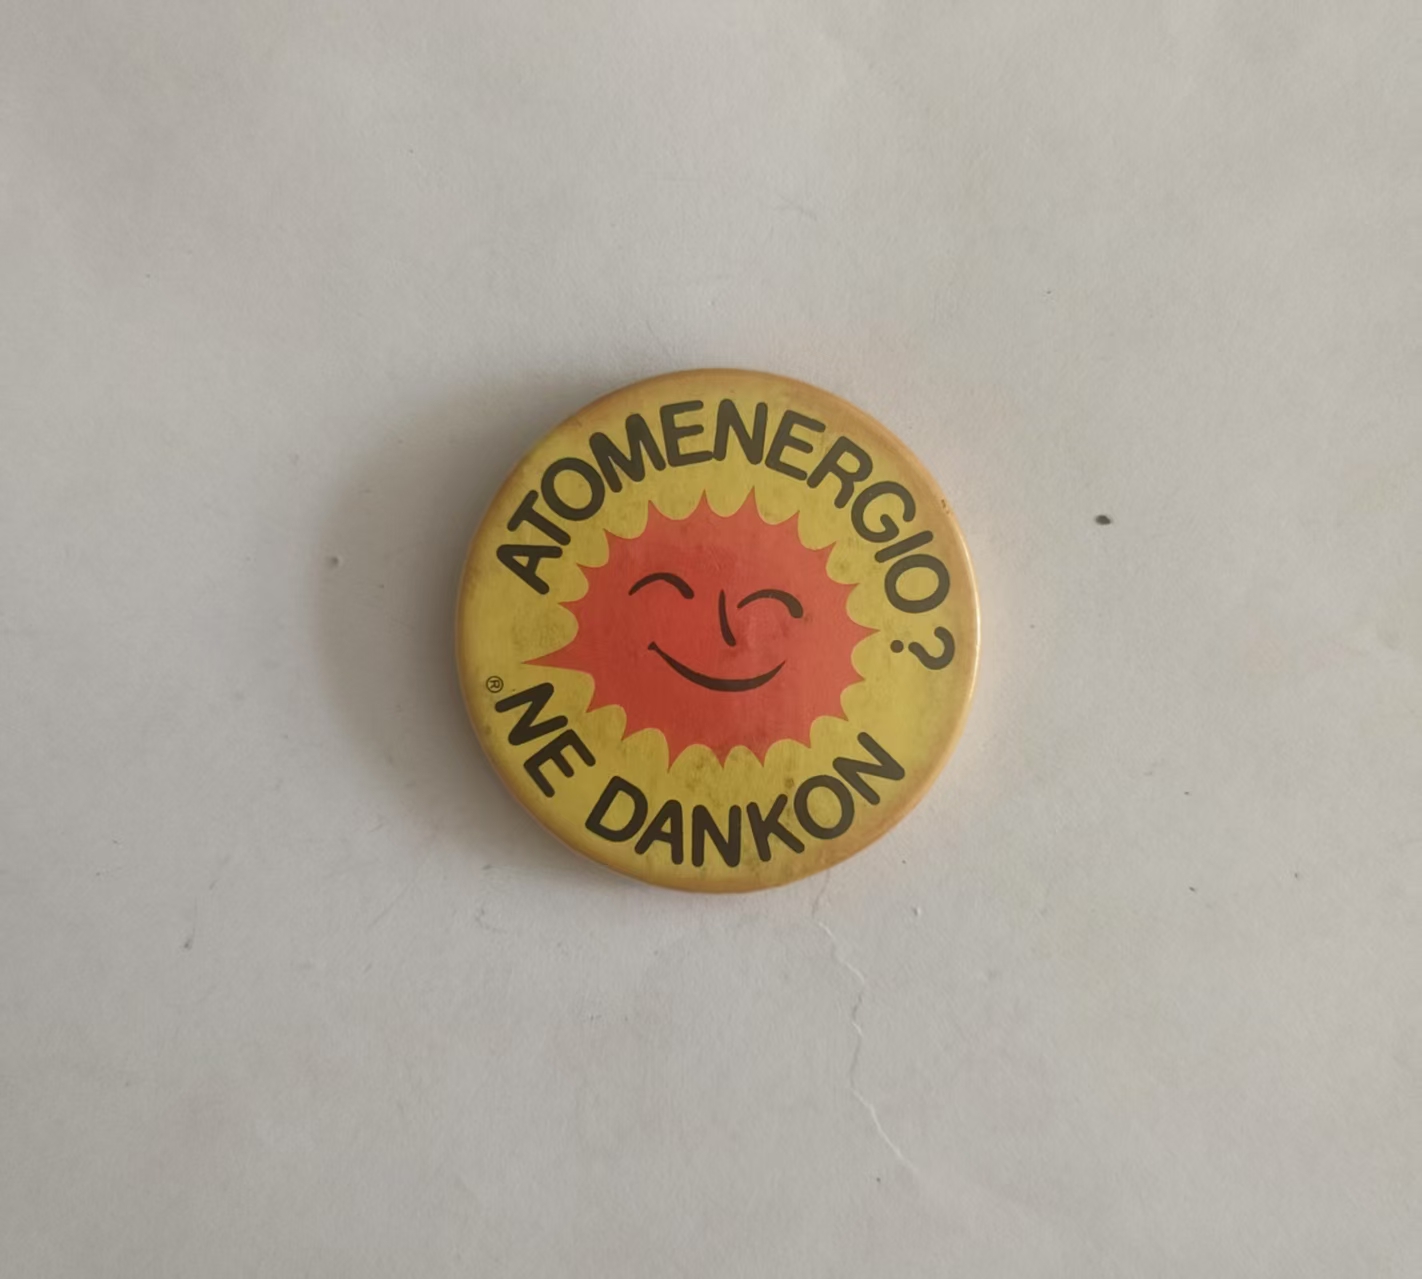 ATOMENERGIO?
NE DANKON
®